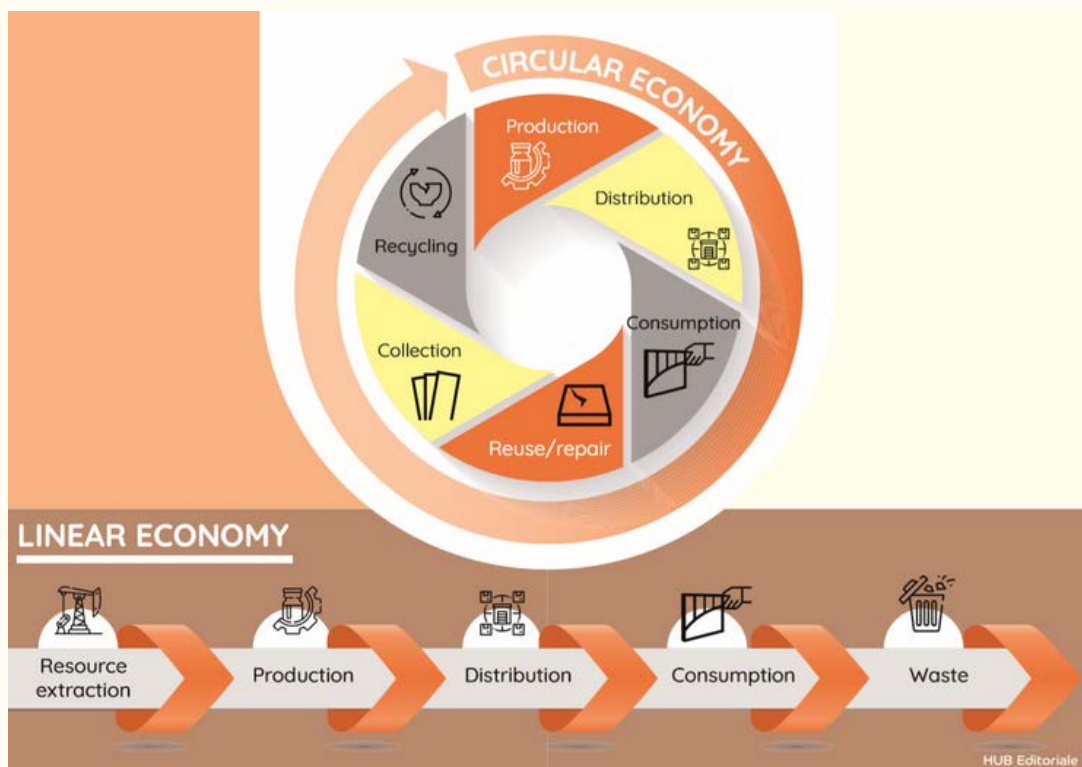 CIRCULAR ECONOMY
Production
Distribution
Consumption
Reuse/repair
Collection
Recycling
LINEAR ECONOMY
Resource
extraction
Production
Distribution
Consumption
Waste
HUB Editoriale